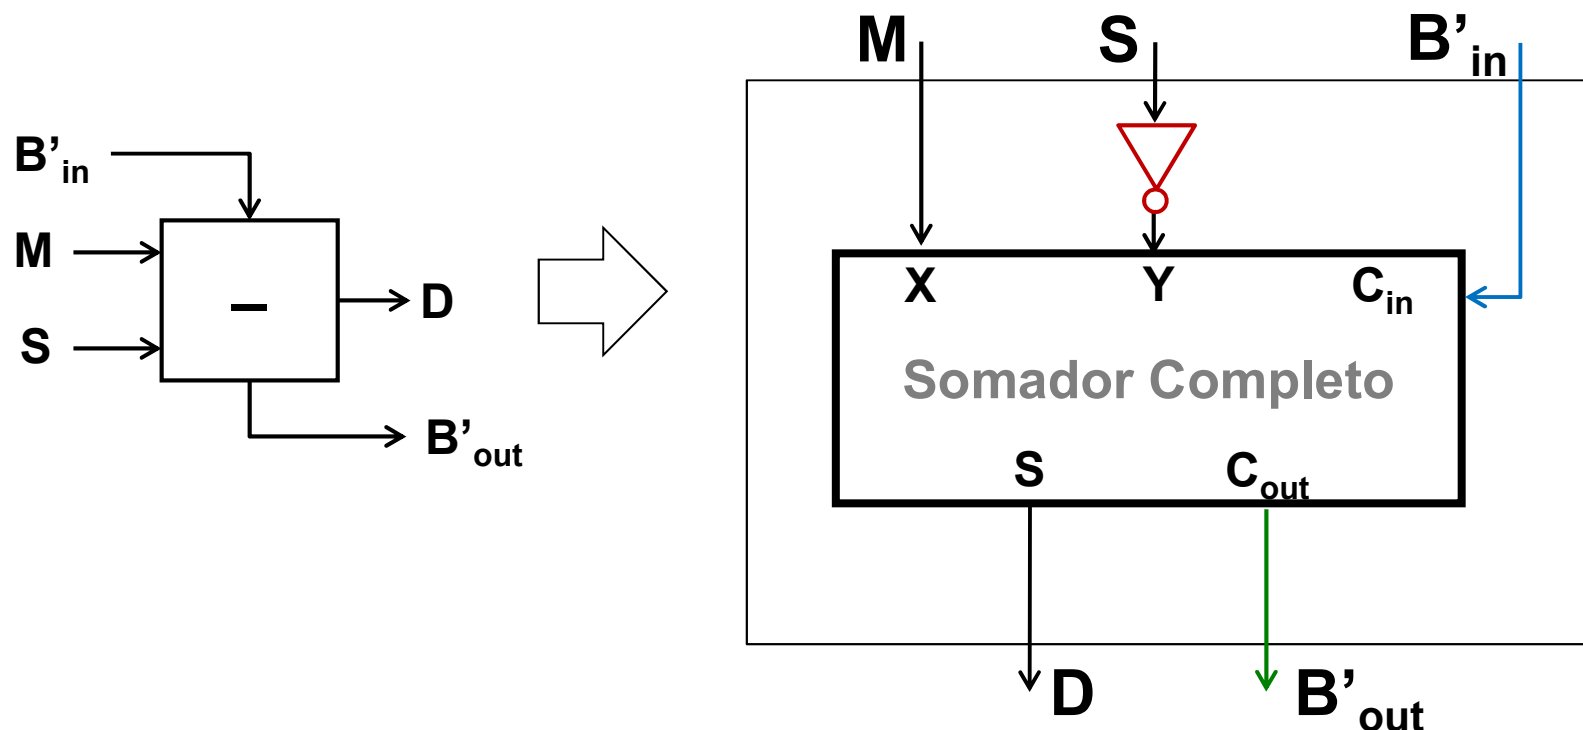 B’in
M
S
–
D
B’out
M
S
B’in
X
Y
Cin
Somador Completo
S
Cout
D
B’out